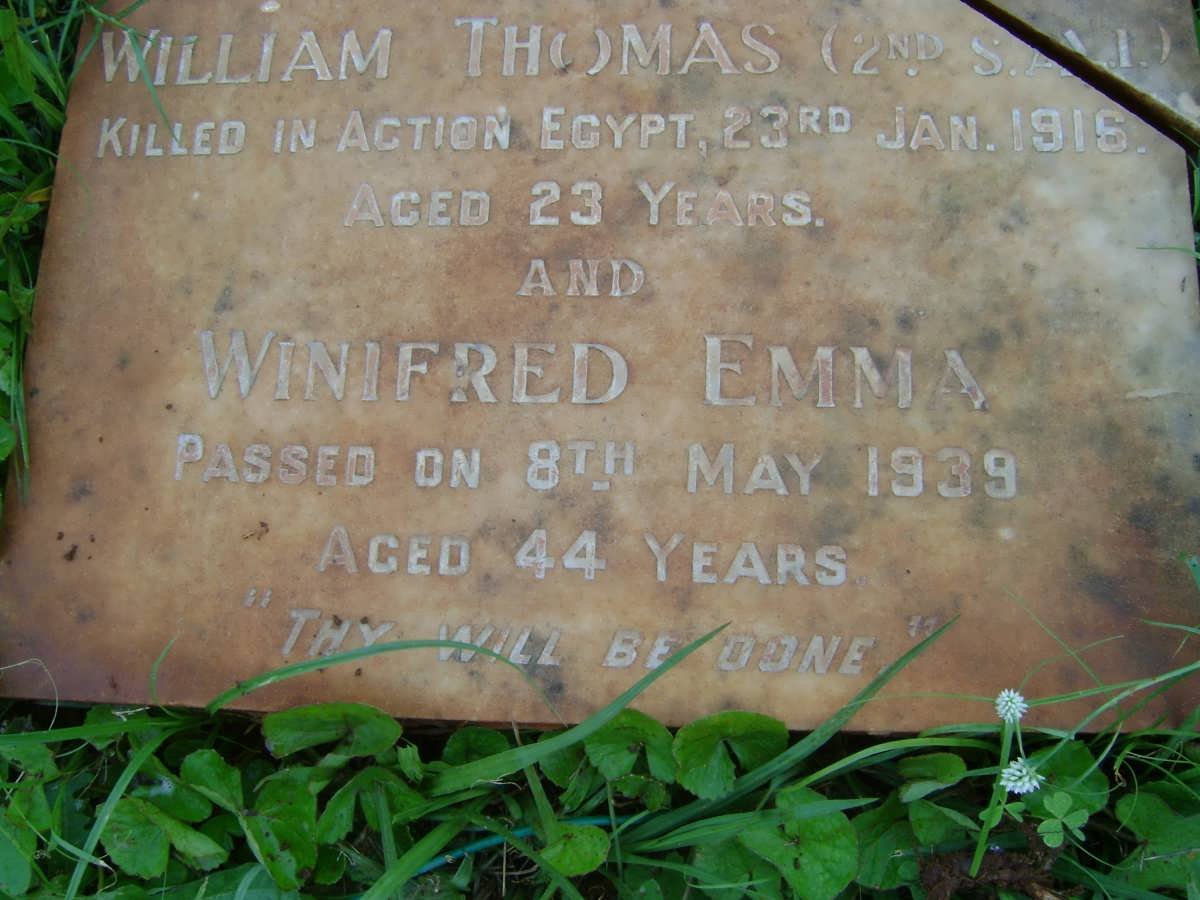 WILLIAM THOMAS (2ND S.A.I.)
KILLED IN ACTION EGYPT, 23RD JAN. 1916.
AGED 23 YEARS.
AND
WINIFRED EMMA
PASSED ON 8TH MAY 1939
AGED 44 YEARS.
"THY WILL BE DONE."